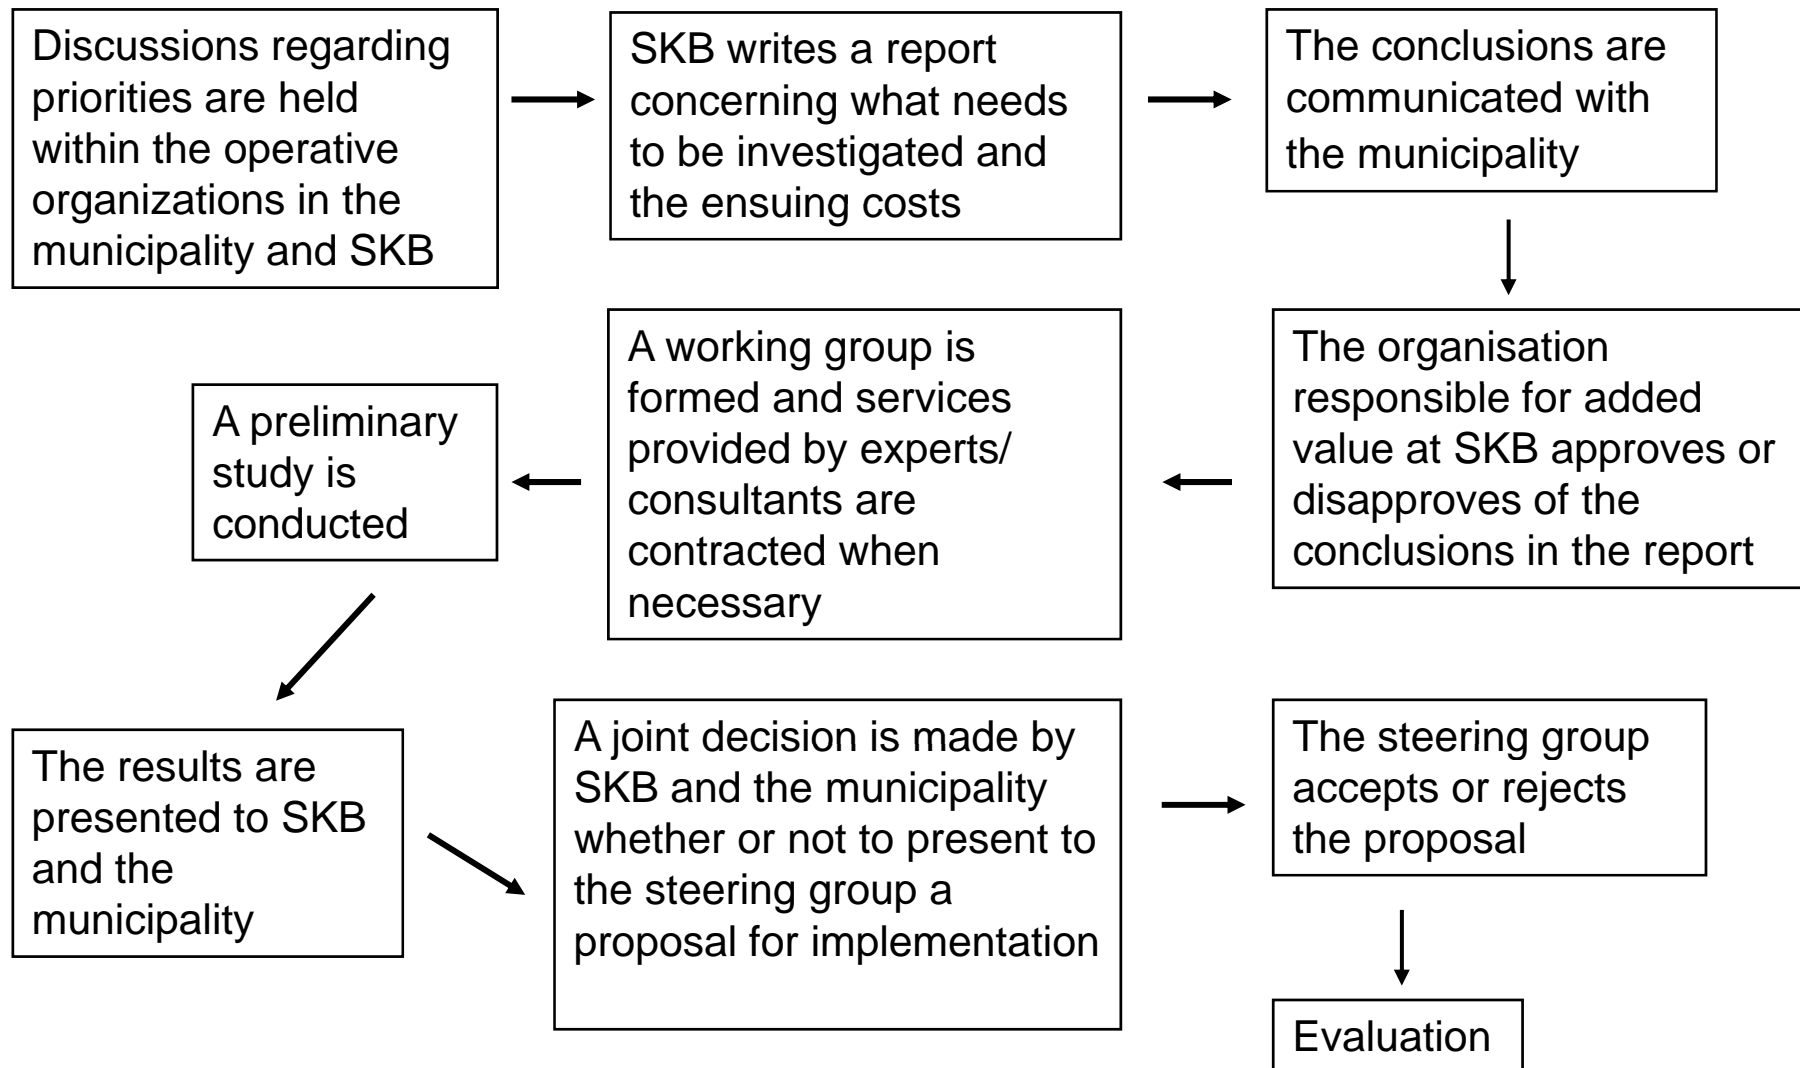 Discussions regarding
priorities are held
within the operative
organizations in the
municipality and SKB
SKB writes a report
concerning what needs
to be investigated and
the ensuing costs
The conclusions are
communicated with
the municipality
The organisation
responsible for added
value at SKB approves or
disapproves of the
conclusions in the report
A working group is
formed and services
provided by experts/
consultants are
contracted when
necessary
A preliminary
study is
conducted
The results are
presented to SKB
and the
municipality
A joint decision is made by
SKB and the municipality
whether or not to present to
the steering group a
proposal for implementation
The steering group
accepts or rejects
the proposal
Evaluation